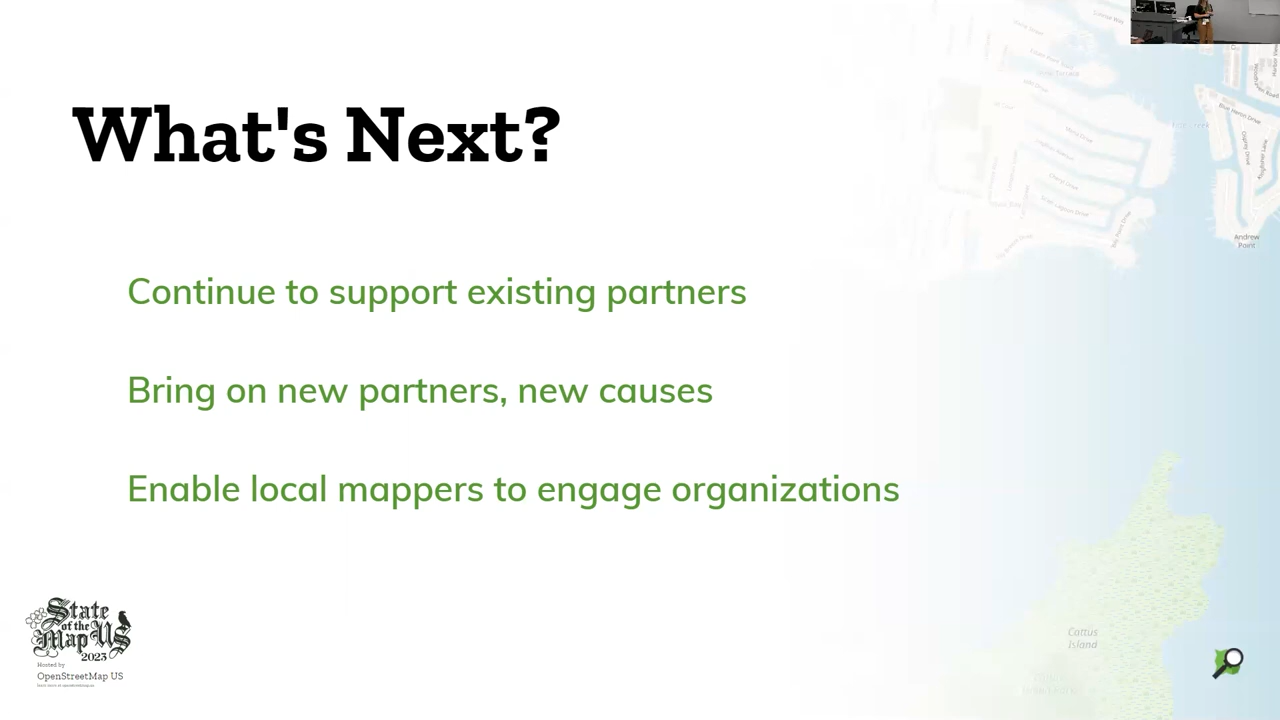 What's Next?
Continue to support existing partners
Bring on new partners, new causes
Enable local mappers to engage organizations
State
of the
Map US
2023
Hosted by
OpenStreetMap US
Andrew
Point
Cattus
Island